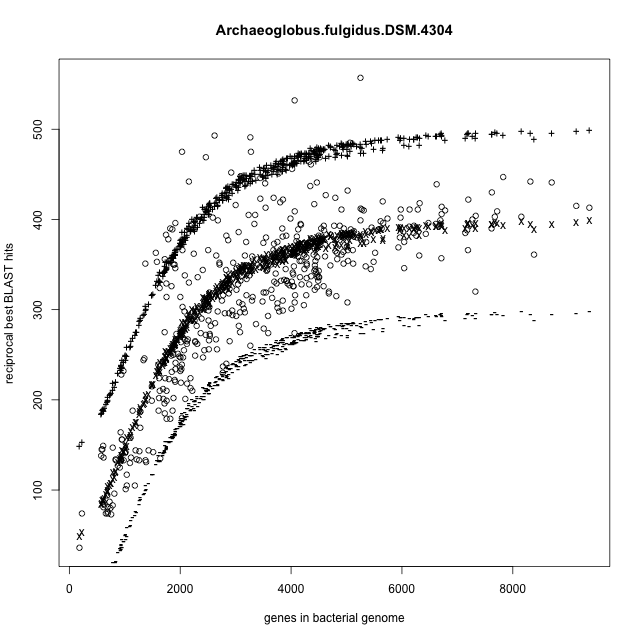 Archaeoglobus.fulgidus.DSM.4304
reciprocal best BLAST hits
500
400
300
200
100
0 2000 4000 6000 8000
genes in bacterial genome